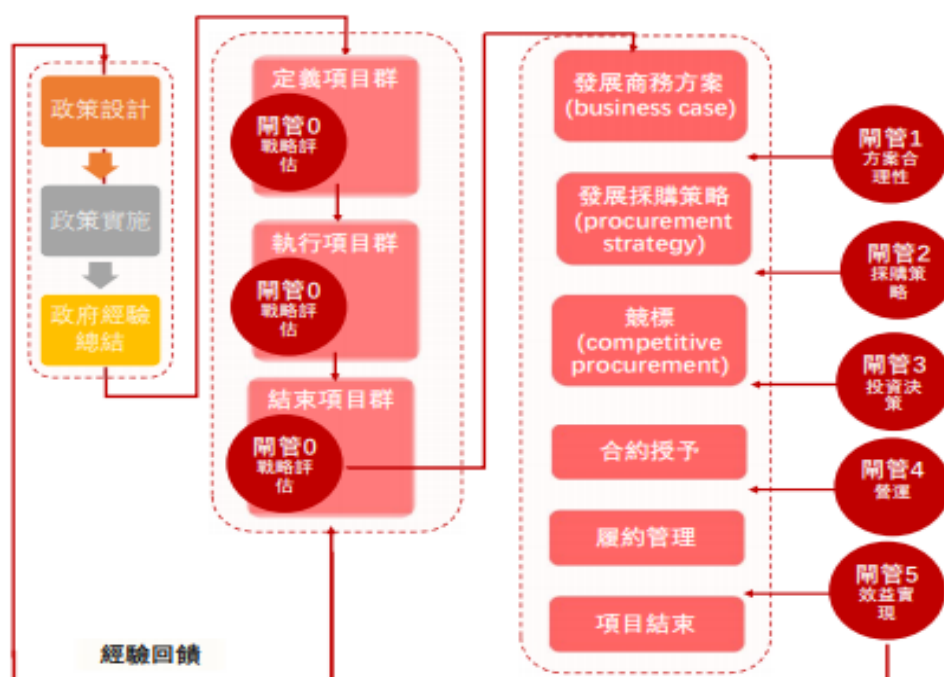 政策設計
政策實施
政府經驗
總結
定義項目群
閘管0
戰略評
估
執行項目群
閘管0
戰略評
估
結束項目群
閘管0
戰略評
估
發展商務方案
(business case)
發展採購策略
(procurement
strategy)
競標
(competitive
procurement)
合約授予
履約管理
項目結束
閘管1
方案合
理性
閘管2
採購策
略
閘管3
投資決
策
閘管4
營運
閘管5
效益實
現
經驗回饋